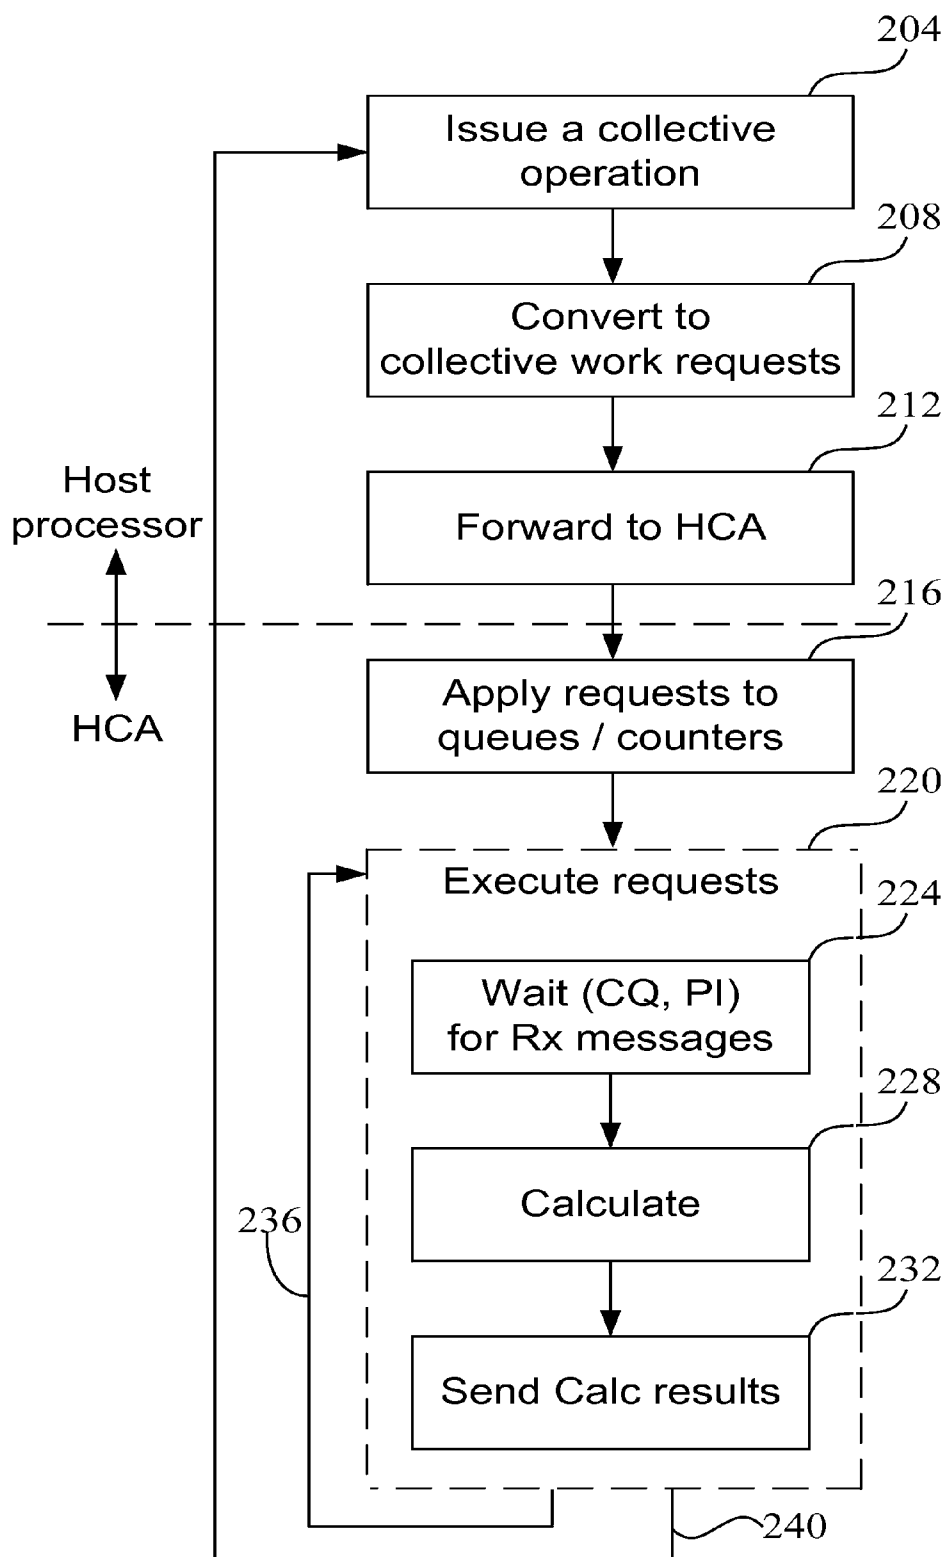 204
Issue a collective
operation
208
Convert to
collective work requests
212
Host
processor
Forward to HCA
216
HCA
Apply requests to
queues / counters
220
Execute requests
224
Wait (CQ, PI)
for Rx messages
228
Calculate
236
232
Send Calc results
240